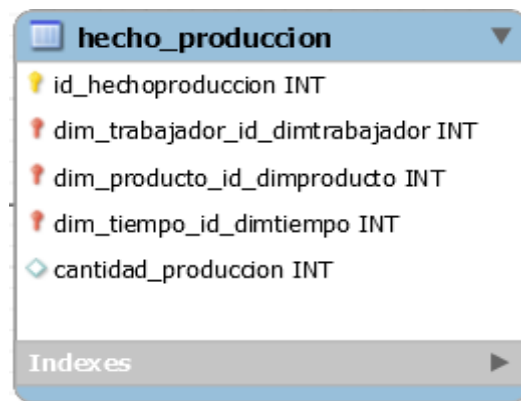 hecho_produccion
id_hechoproduccion INT
dim_trabajador_id_dimtrabajador INT
dim_producto_id_dimproducto INT
dim_tiempo_id_dimtiempo INT
cantidad_produccion INT
Indexes